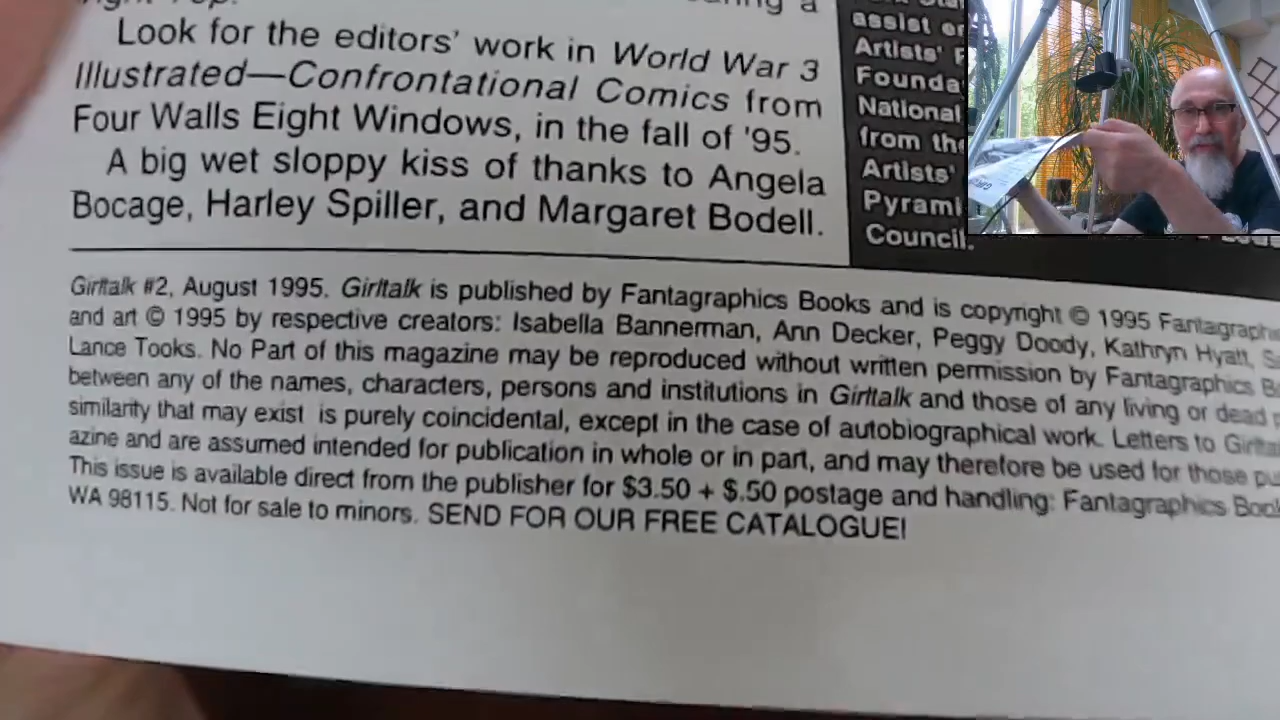 Look for the editors' work in World War 3
Illustrated—Confrontational Comics from
Four Walls Eight Windows, in the fall of '95.
A big wet sloppy kiss of thanks to Angela
Bocage, Harley Spiller, and Margaret Bodell.
assist
Artists'
Founda
National
from the
Artists'
Pyrami
Council.
Girltalk #2, August 1995. Girltalk is published by Fantagraphics Books and is copyright © 1995 Fantagraph
and art © 1995 by respective creators: Isabella Bannerman, Ann Decker, Peggy Doody, Kathryn Hyatt, S
Lance Tooks. No Part of this magazine may be reproduced without written permission by Fantagraphics B
between any of the names, characters, persons and institutions in Girltalk and those of any living or dead
similarity that may exist is purely coincidental, except in the case of autobiographical work. Letters to Girlta
azine and are assumed intended for publication in whole or in part, and may therefore be used for those pu
This issue is available direct from the publisher for $3.50 + $.50 postage and handling: Fantagraphics Book
WA 98115. Not for sale to minors. SEND FOR OUR FREE CATALOGUE!